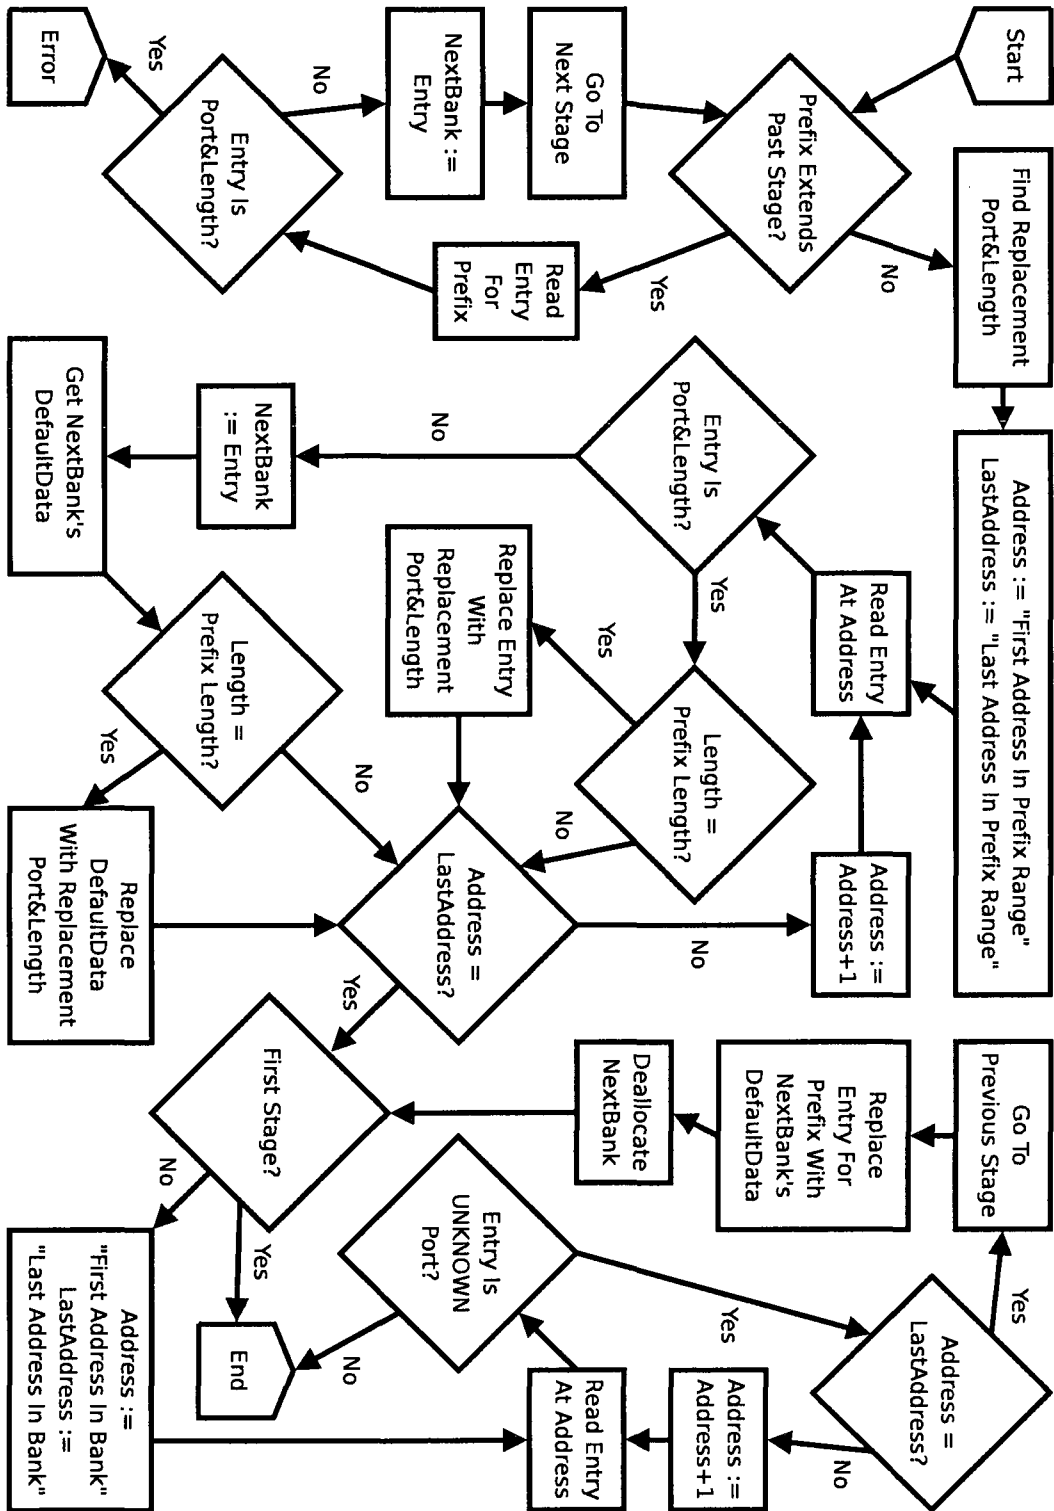 Start
Prefix Extends
Past Stage?
No
Yes
Go To
Next Stage
NextBank :=
Entry
No
Entry Is
Port&Length?
Yes
Error
Read
Entry
For
Prefix
Find Replacement
Port&Length
Address := "First Address In Prefix Range"
LastAddress := "Last Address In Prefix Range"
Read Entry
At Address
Address :=
Address+1
Entry Is
Port&Length?
Yes
No
Length =
Prefix Length?
Yes
No
Replace Entry
With
Replacement
Port&Length
NextBank
:= Entry
Get NextBank's
DefaultData
Length =
Prefix Length?
No
Yes
Replace
DefaultData
With Replacement
Port&Length
Address =
LastAddress?
No
Yes
First Stage?
No
Yes
End
Address :=
"First Address In Bank"
LastAddress :=
"Last Address In Bank"
Read Entry
At Address
Entry Is
UNKNOWN
Port?
No
Yes
Address :=
Address+1
No
Address =
LastAddress?
Yes
Go To
Previous Stage
Replace
Entry For
Prefix With
NextBank's
DefaultData
Deallocate
NextBank